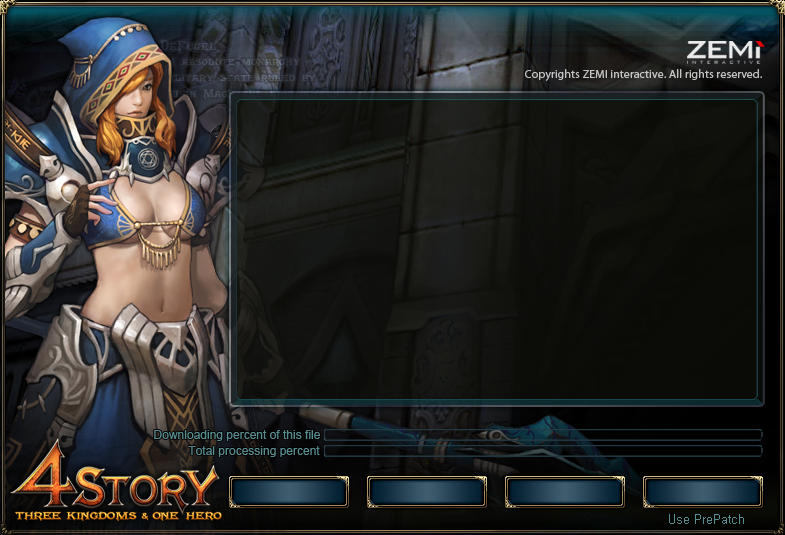 ZEMi
INTERACTIVE
Copyrights ZEMI interactive. All rights reserved.
Downloading percent of this file
Total processing percent
4STORY
THREE KINGDOMS & ONE HERO
Use PrePatch